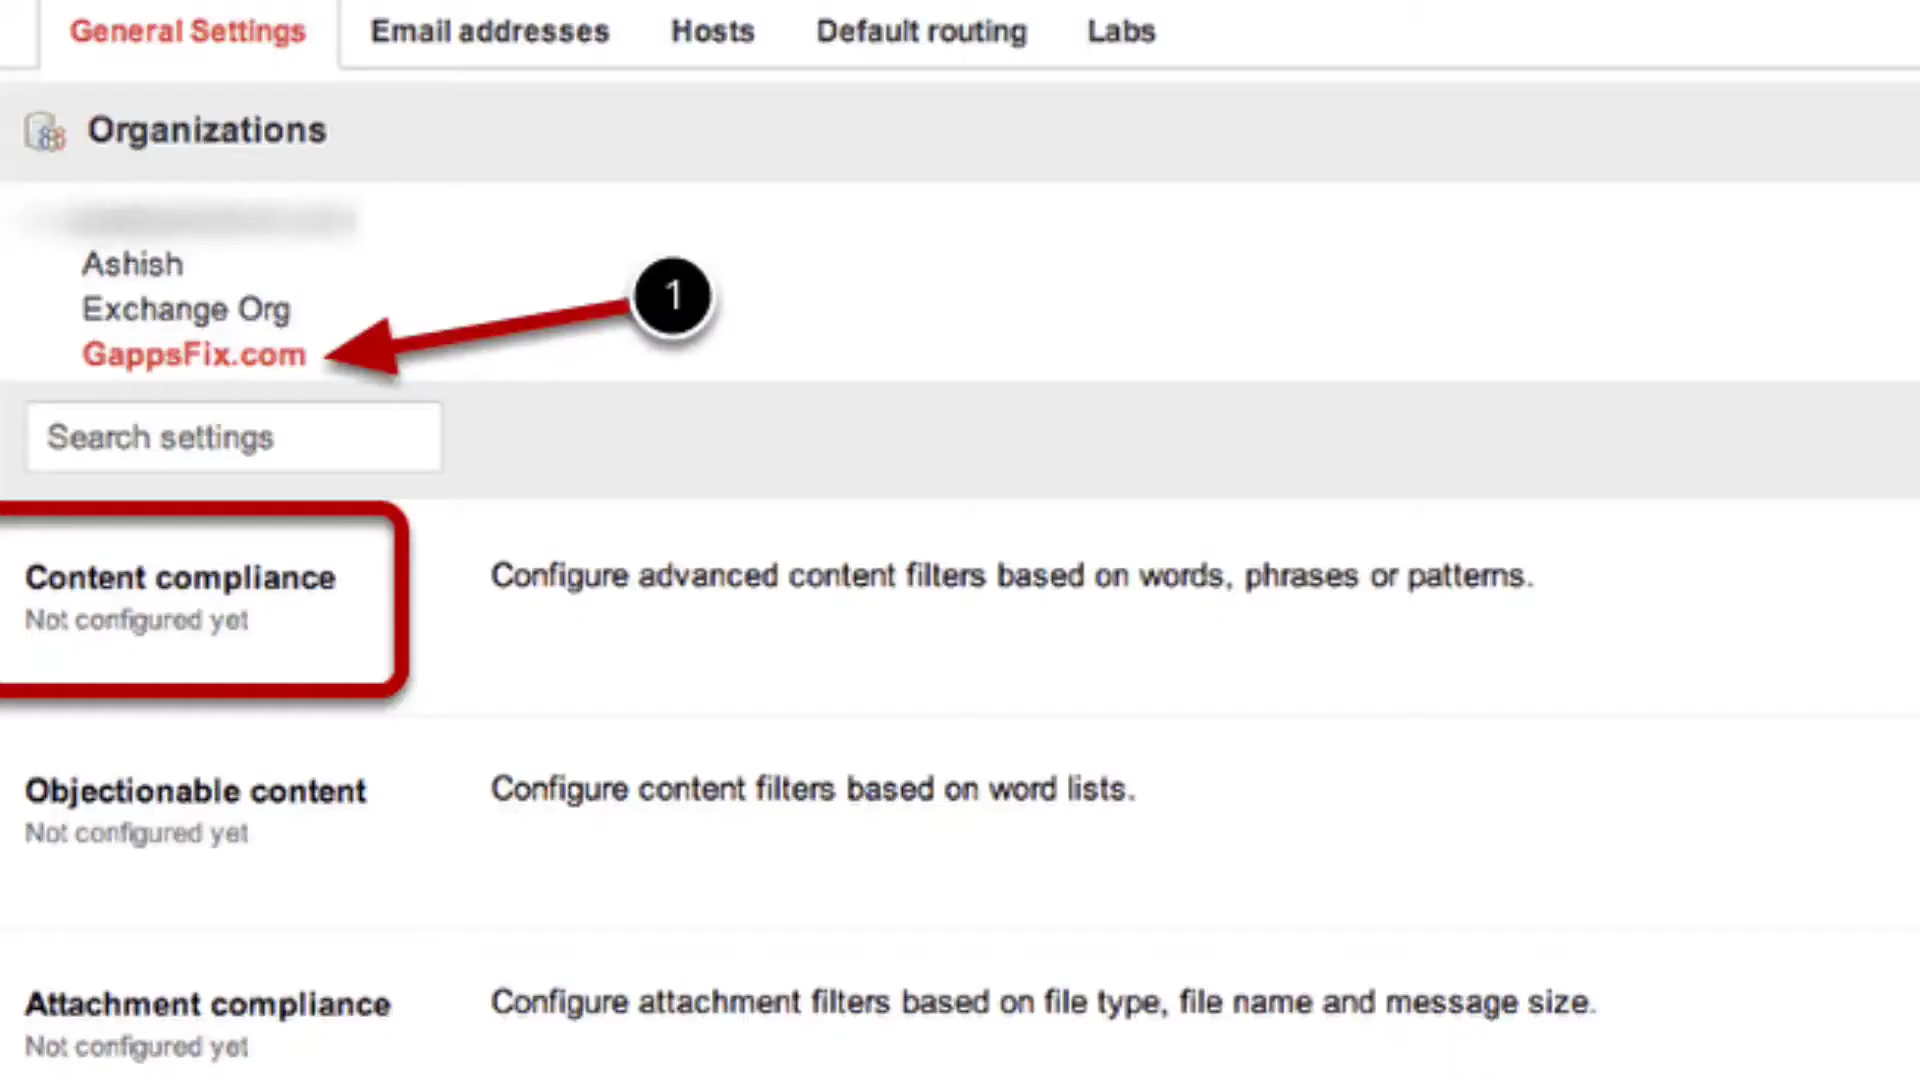 General Settings Email addresses Hosts Default routing Labs
Organizations
Ashish
Exchange Org
1
GappsFix.com
Search settings
Content compliance Configure advanced content filters based on words, phrases or patterns.
Not configured yet
Objectionable content Configure content filters based on word lists.
Not configured yet
Attachment compliance Configure attachment filters based on file type, file name and message size.
Not configured yet